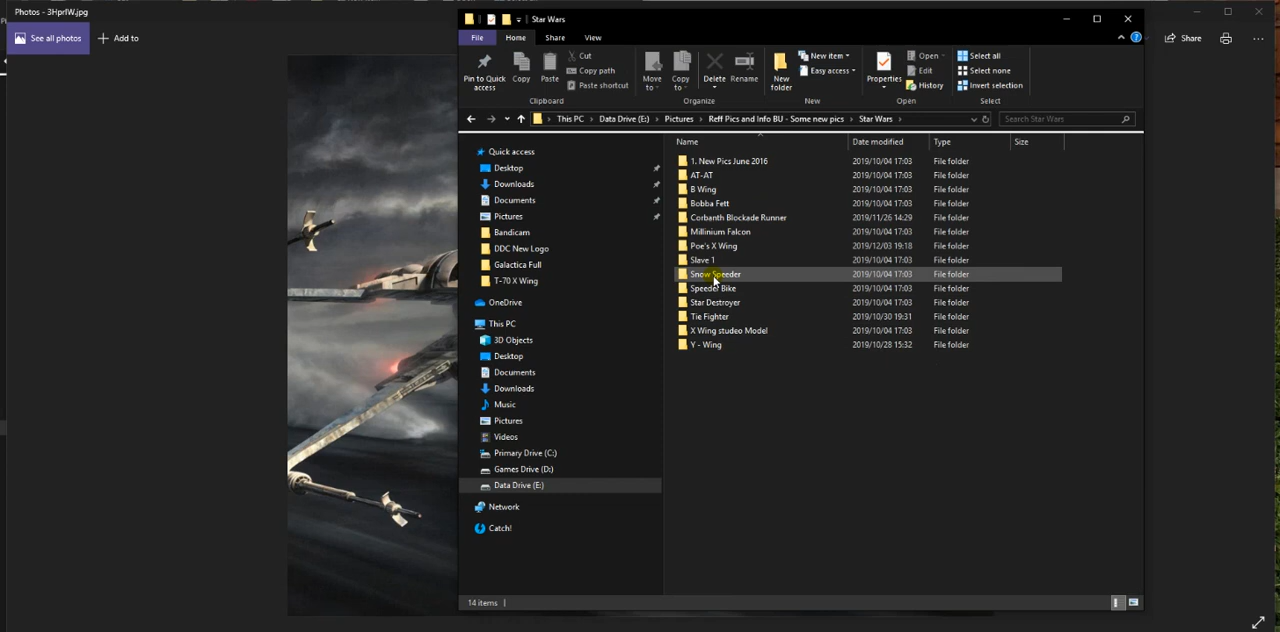 Photos - 3HprIW.jpg
See all photos
Add to
Share
Star Wars
File Home Share View
Pin to Quick access
Copy
Paste
Cut
Copy path
Paste shortcut
Clipboard
Move to
Copy to
Delete
Rename
Organize
New folder
New item
Easy access
New
Properties
Open
Edit
History
Open
Select all
Select none
Invert selection
Select
This PC > Data Drive (E:) > Pictures > Reff Pics and Info BU - Some new pics > Star Wars >
Search Star Wars
Quick access
Desktop
Downloads
Documents
Pictures
Bandicam
DDC New Logo
Galactica Full
T-70 X Wing
OneDrive
This PC
3D Objects
Desktop
Documents
Downloads
Music
Pictures
Videos
Primary Drive (C:)
Games Drive (D:)
Data Drive (E:)
Network
Catch!
Name Date modified Type Size
1. New Pics June 2016 2019/10/04 17:03 File folder
AT-AT 2019/10/04 17:03 File folder
B Wing 2019/10/04 17:03 File folder
Bobba Fett 2019/10/04 17:03 File folder
Corbanth Blockade Runner 2019/11/26 14:29 File folder
Millinium Falcon 2019/10/04 17:03 File folder
Poe's X Wing 2019/12/03 19:18 File folder
Slave 1 2019/10/04 17:03 File folder
Snow Speeder 2019/10/04 17:03 File folder
Speeder Bike 2019/10/04 17:03 File folder
Star Destroyer 2019/10/04 17:03 File folder
Tie Fighter 2019/10/30 19:31 File folder
X Wing studeo Model 2019/10/04 17:03 File folder
Y - Wing 2019/10/28 15:32 File folder
14 items